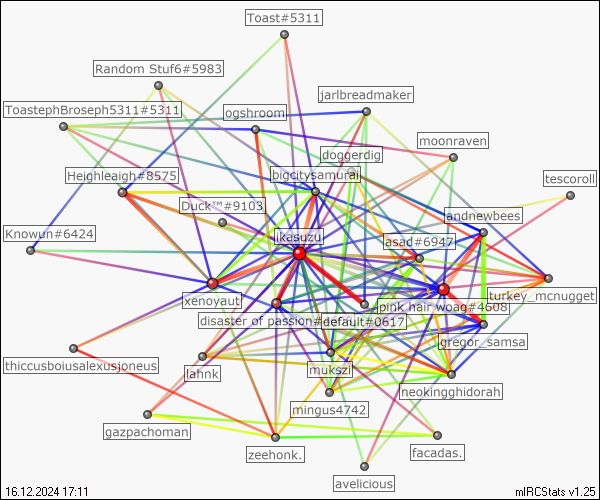 Toast#5311
Random Stuf6#5983
jarlbreadmaker
ToastephBroseph5311#5311
ogshroom
moonraven
doggerdig
Heighleaigh#8575
bigcitysamurai
tescoroll
Duck™#9103
andnewbees
Knowun#6424
ikasuzu
asad#6947
xenoyaut
turkey_mcnugget
pink hair woag#4608
disaster of passion#
default#0617
gregor_samsa
thiccusboiusalexusjoneus
lahnk
mukszi
neokingghidorah
mingus4742
gazpachoman
zeehonk.
facadas.
avelicious
16.12.2024 17:11
mIRCStats v1.25